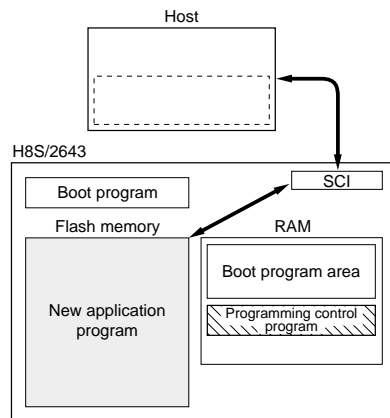 Host
H8S/2643
SCI
Boot program
Flash memory
RAM
New application
program
Boot program area
Programming control
program